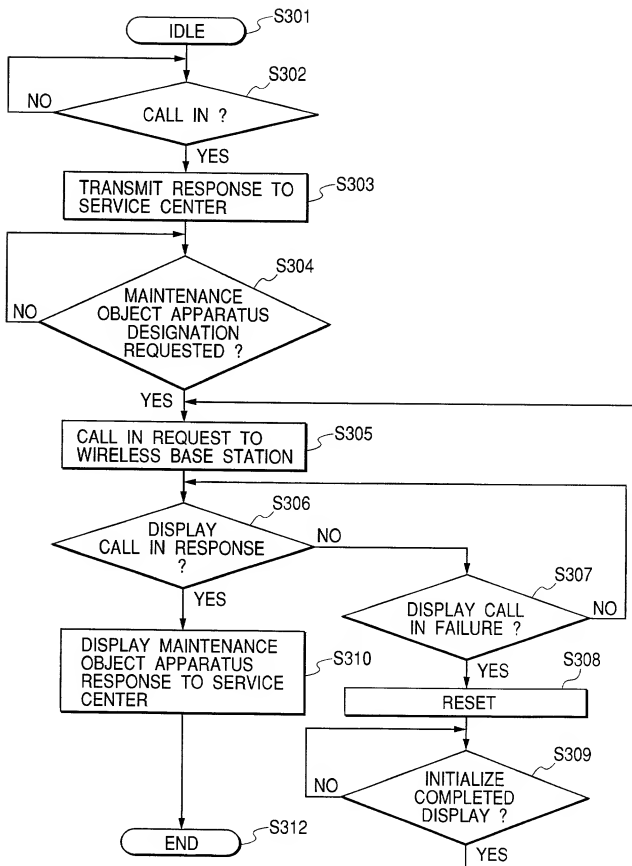 S301
IDLE
S302
NO
CALL IN ?
YES
S303
TRANSMIT RESPONSE TO
SERVICE CENTER
S304
NO
MAINTENANCE
OBJECT APPARATUS
DESIGNATION
REQUESTED ?
YES
S305
CALL IN REQUEST TO
WIRELESS BASE STATION
S306
DISPLAY
CALL IN RESPONSE
?
NO
YES
S307
DISPLAY CALL
IN FAILURE ?
NO
YES
DISPLAY MAINTENANCE
OBJECT APPARATUS
RESPONSE TO SERVICE
CENTER
S310
S308
RESET
S309
NO
INITIALIZE
COMPLETED
DISPLAY ?
YES
S312
END